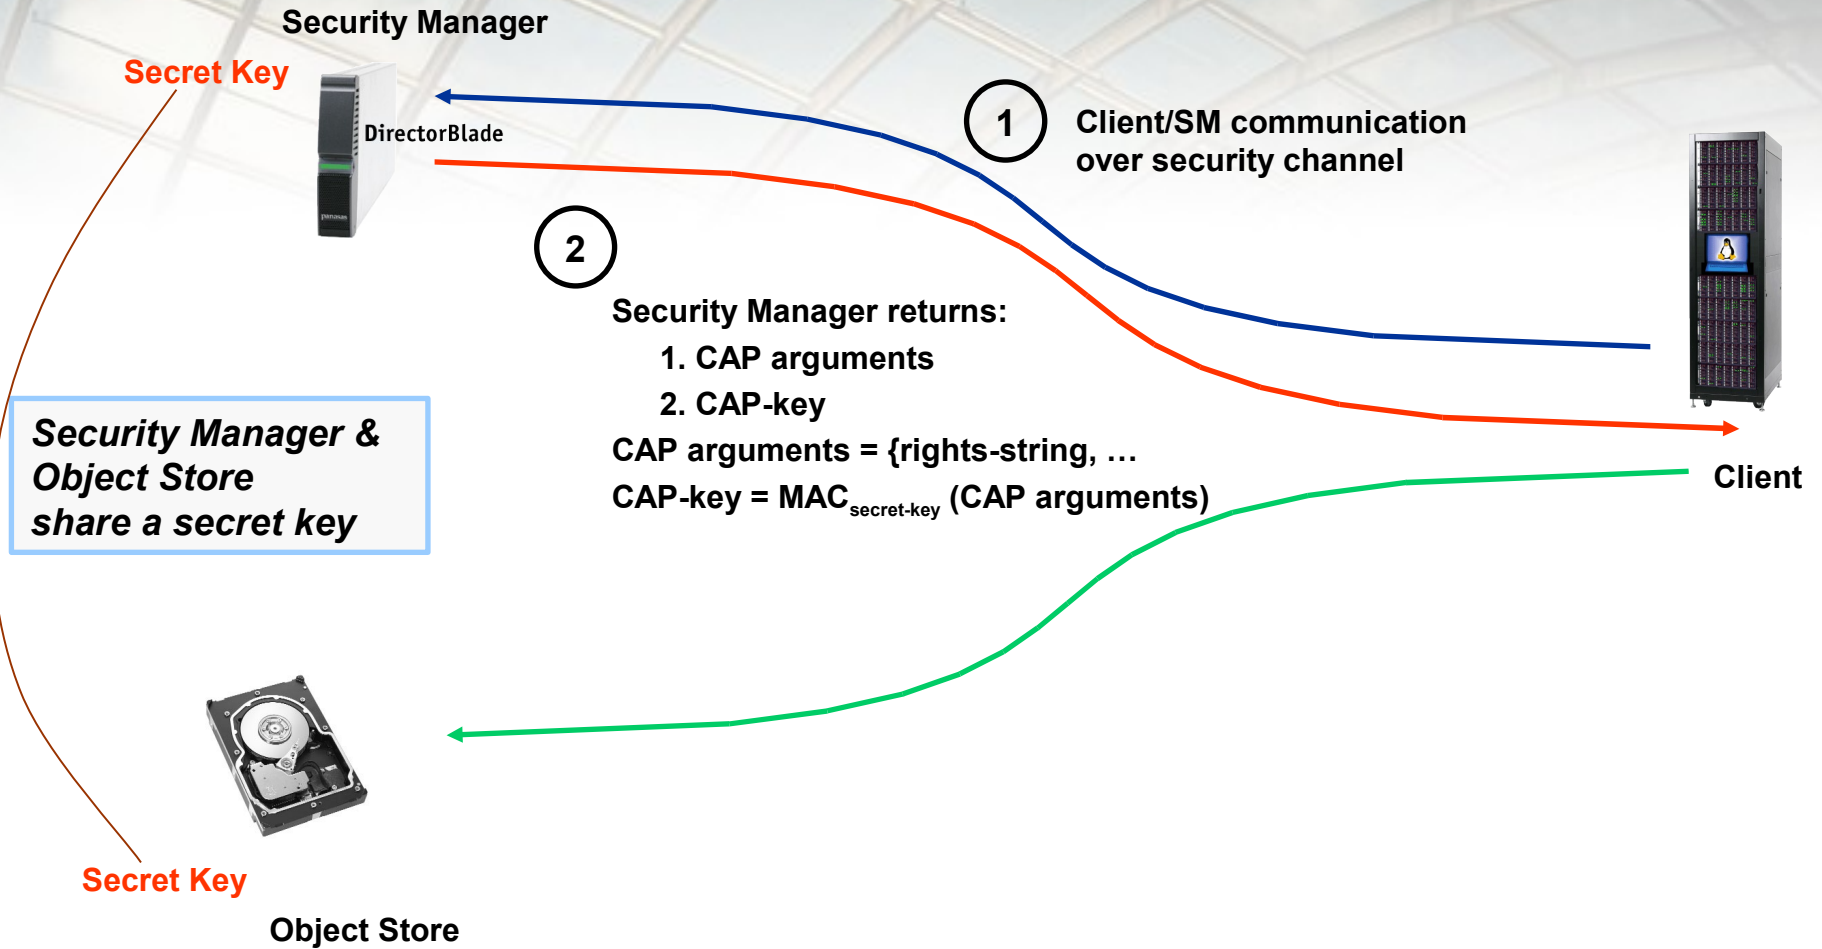 Security Manager
Secret Key
DirectorBlade
panasas
1
Client/SM communication
over security channel
2
Security Manager returns:
1. CAP arguments
2. CAP-key
CAP arguments = {rights-string, …
CAP-key = MACsecret-key (CAP arguments)
Security Manager &
Object Store
share a secret key
Client
Secret Key
Object Store